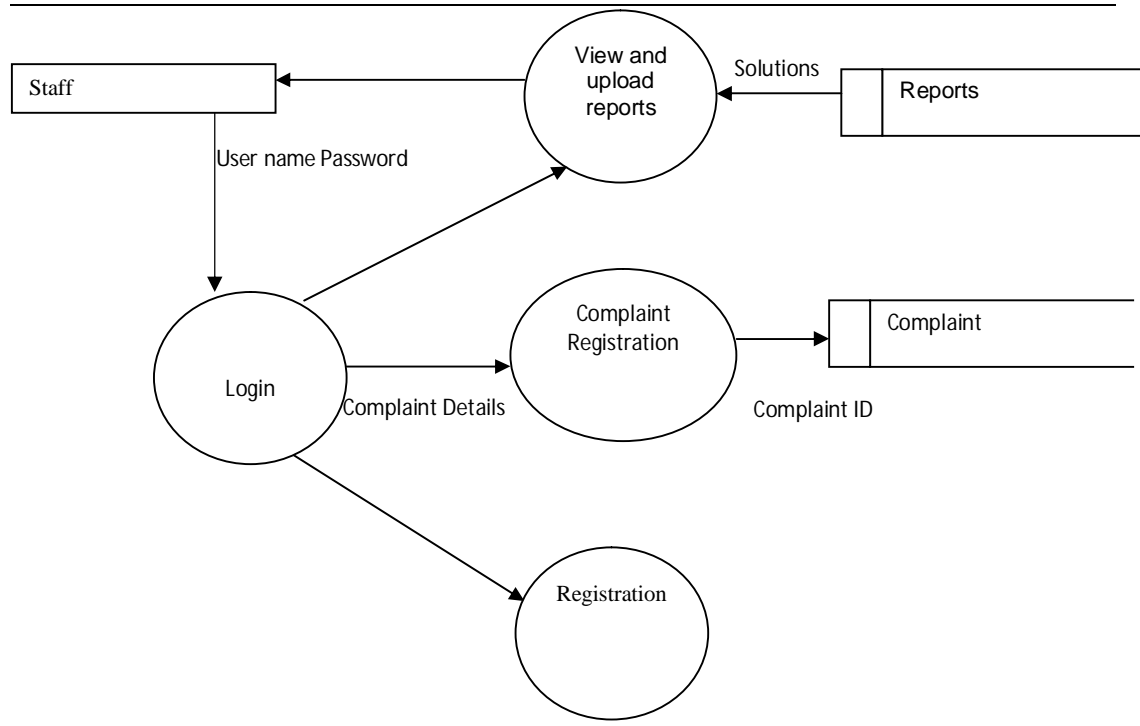 View and
upload
reports
Solutions
Reports
Staff
User name Password
Complaint
Registration
Complaint
Login
Complaint Details
Complaint ID
Registration